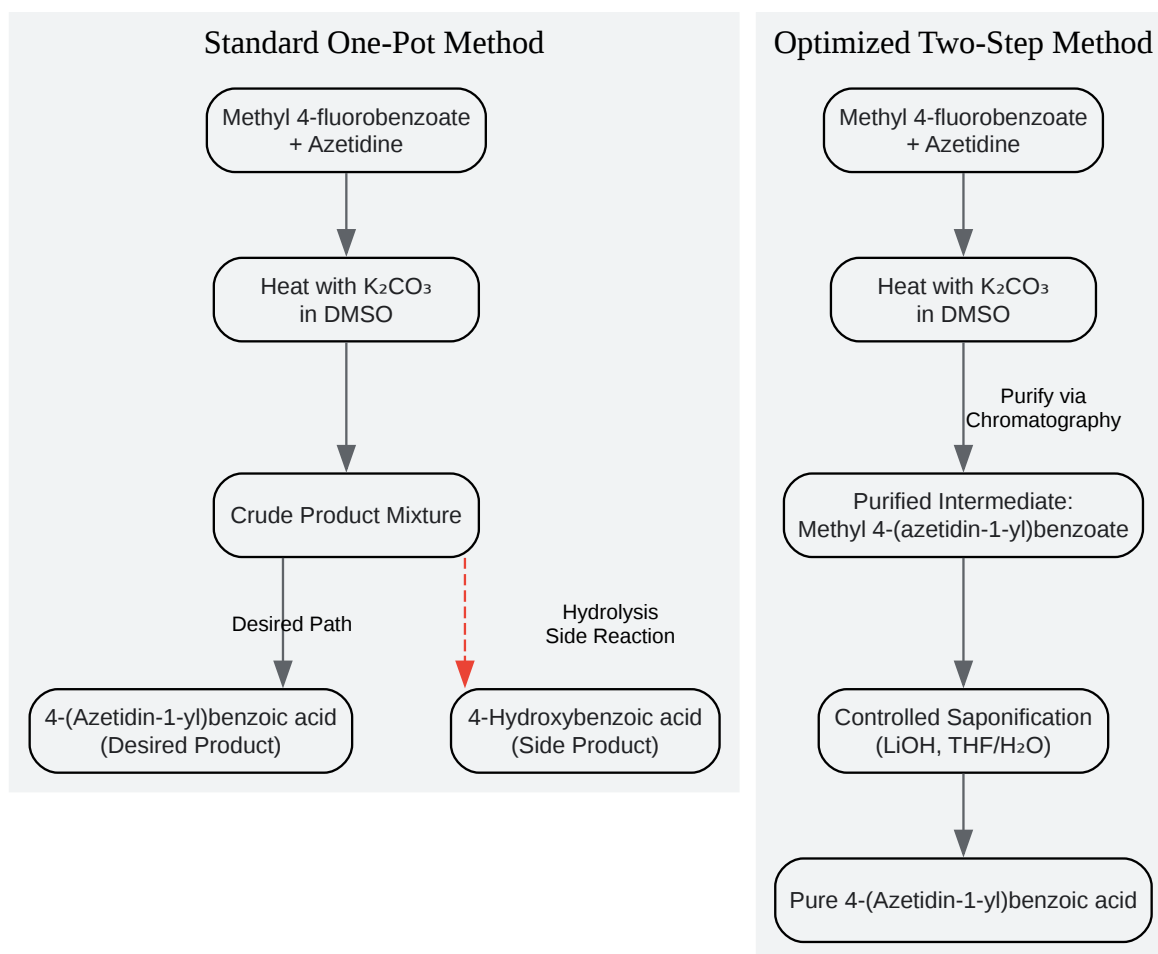 Standard One-Pot Method
Methyl 4-fluorobenzoate
+ Azetidine
Heat with K₂CO₃
in DMSO
Crude Product Mixture
Desired Path
Hydrolysis
Side Reaction
4-(Azetidin-1-yl)benzoic acid
(Desired Product)
4-Hydroxybenzoic acid
(Side Product)
Optimized Two-Step Method
Methyl 4-fluorobenzoate
+ Azetidine
Heat with K₂CO₃
in DMSO
Purify via
Chromatography
Purified Intermediate:
Methyl 4-(azetidin-1-yl)benzoate
Controlled Saponification
(LiOH, THF/H₂O)
Pure 4-(Azetidin-1-yl)benzoic acid